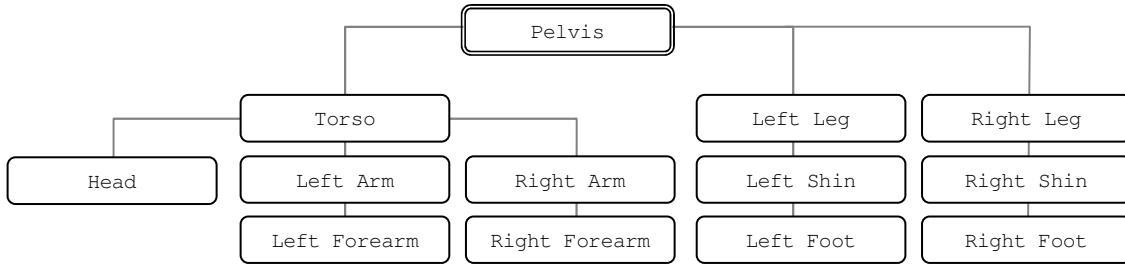 Pelvis
Torso
Left Leg
Right Leg
Head
Left Arm
Right Arm
Left Shin
Right Shin
Left Forearm
Right Forearm
Left Foot
Right Foot